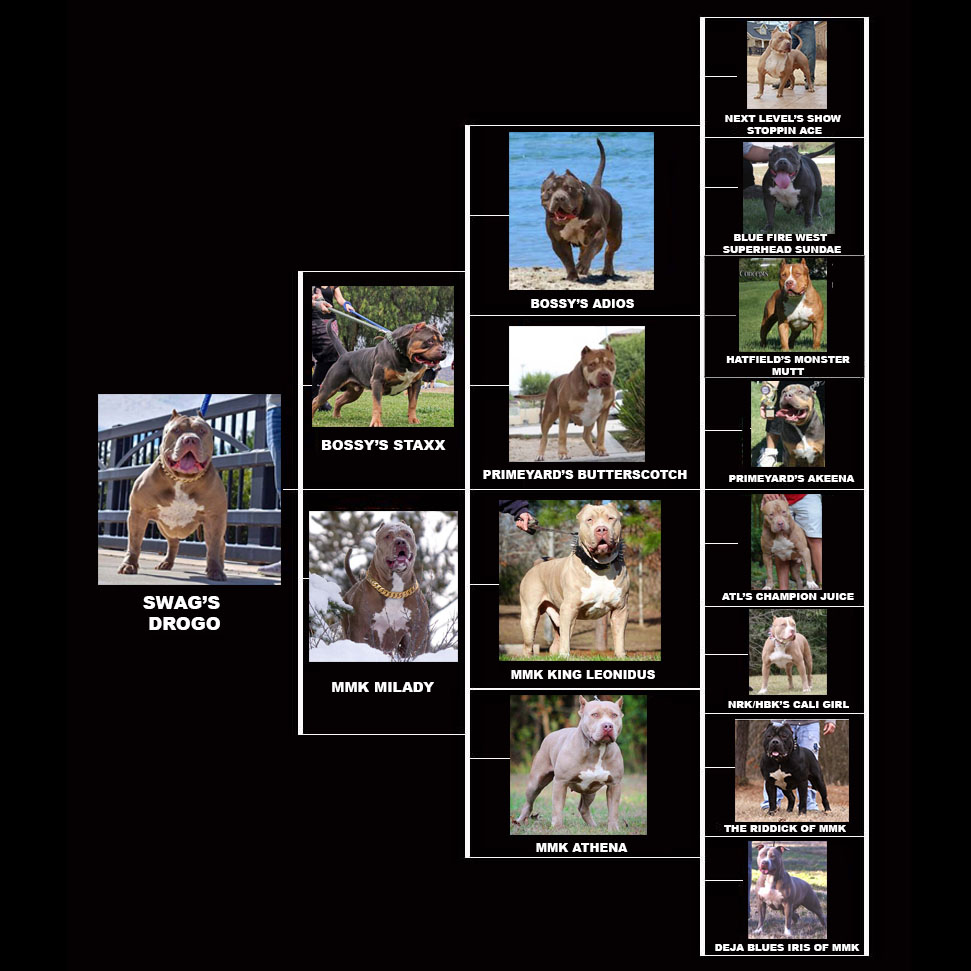 NEXT LEVEL'S SHOW
STOPPIN ACE
BLUE FIRE WEST
SUPERHEAD SUNDAE
BOSSY'S ADIOS
Concepts
HATFIELD'S MONSTER
MUTT
BOSSY'S STAXX
PRIMEYARD'S BUTTERSCOTCH
PRIMEYARD'S AKEENA
SWAG'S
DROGO
ATL'S CHAMPION JUICE
MMK MILADY
MMK KING LEONIDUS
NRK/HBK'S CALI GIRL
THE RIDDICK OF MMK
MMK ATHENA
DEJA BLUES IRIS OF MMK